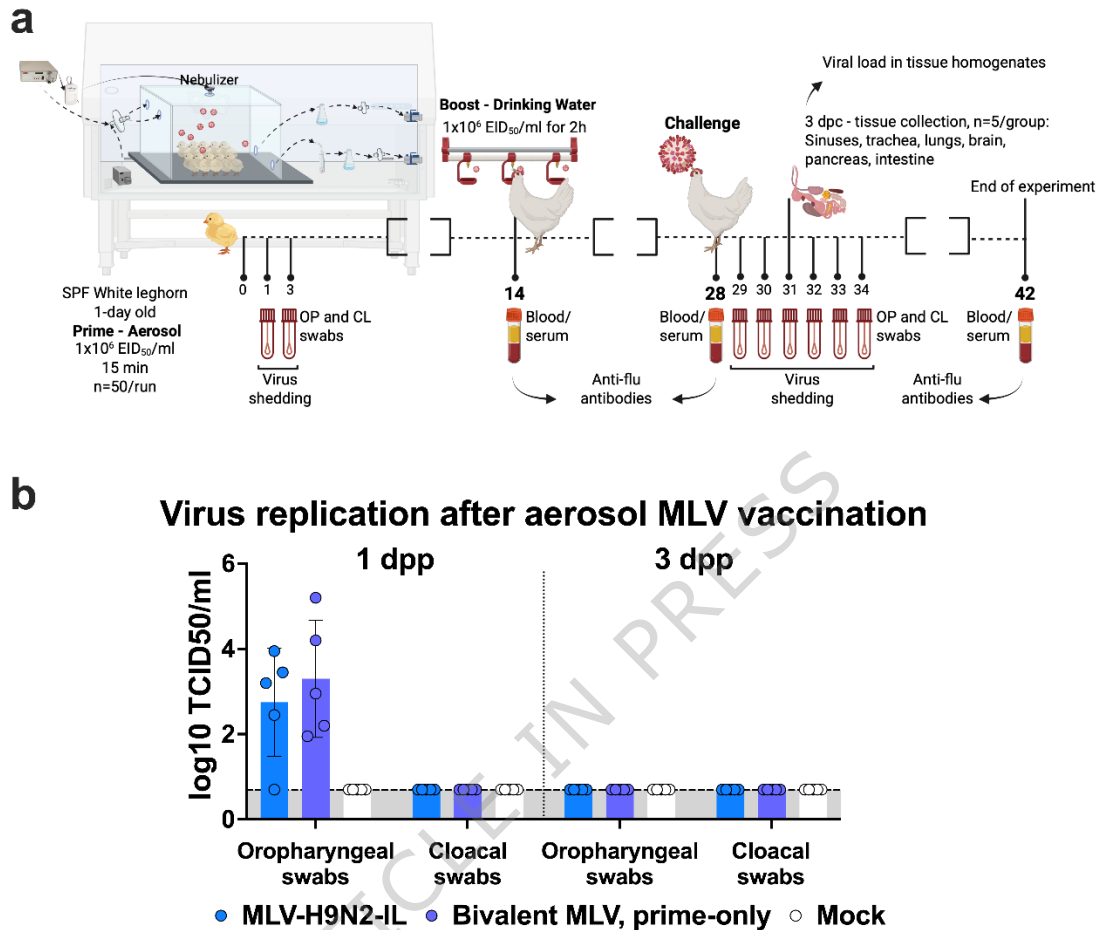 a
Nebulizer
Boost - Drinking Water
1x10⁶ EID₅₀/ml for 2h
Challenge
Viral load in tissue homogenates
3 dpc - tissue collection, n=5/group:
Sinuses, trachea, lungs, brain,
pancreas, intestine
End of experiment
SPF White leghorn
1-day old
Prime - Aerosol
1x10⁶ EID₅₀/ml
15 min
n=50/run
0 1 3
OP and CL
swabs
Virus
shedding
14
Blood/
serum
Anti-flu
antibodies
28
Blood/
serum
29 30 31 32 33 34
OP and CL
swabs
Virus
shedding
Anti-flu
antibodies
42
Blood/
serum
b
Virus replication after aerosol MLV vaccination
1 dpp 3 dpp
log10 TCID50/ml
6
4
2
0
Oropharyngeal
swabs
Cloacal
swabs
Oropharyngeal
swabs
Cloacal
swabs
MLV-H9N2-IL Bivalent MLV, prime-only Mock
ICLE IN PRESS